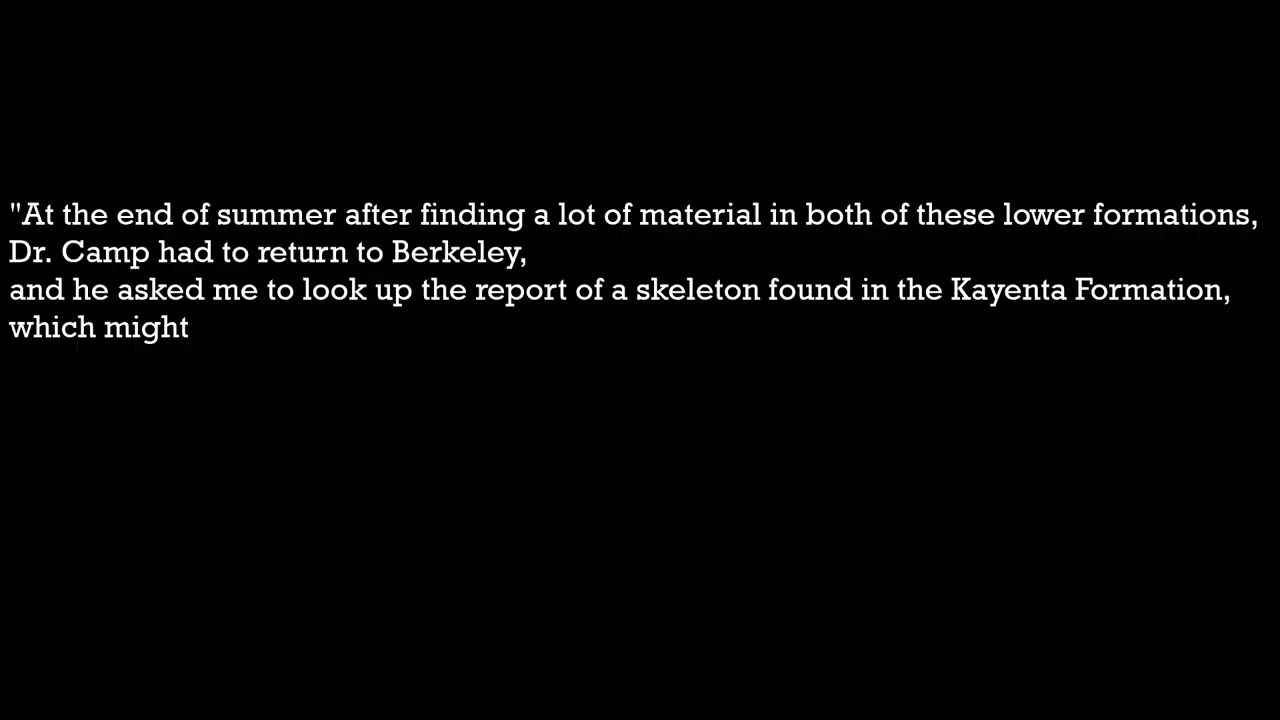 "At the end of summer after finding a lot of material in both of these lower formations,
Dr. Camp had to return to Berkeley,
and he asked me to look up the report of a skeleton found in the Kayenta Formation,
which might